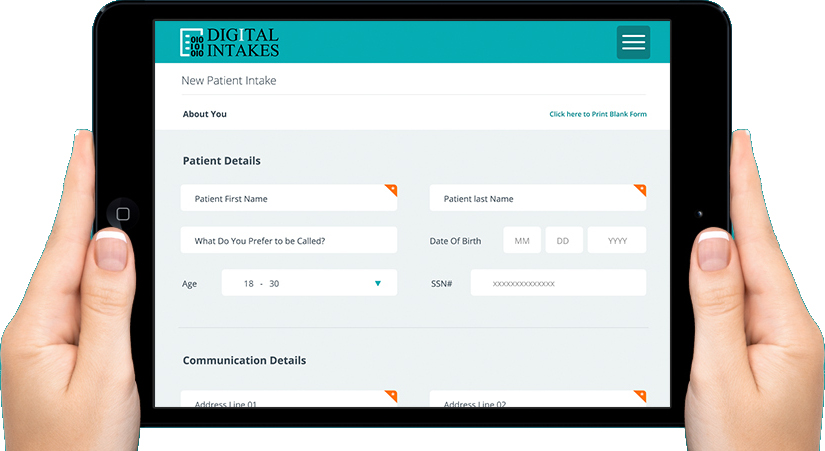 DIGITAL
INTAKES
New Patient Intake
About You
Click here to Print Blank Form
Patient Details
Patient First Name
Patient last Name
What Do You Prefer to be Called?
Date Of Birth
MM
DD
YYYY
Age
18 - 30
SSN#
xxxxxxxxxxxxxx
Communication Details
Address Line 01
Address Line 02